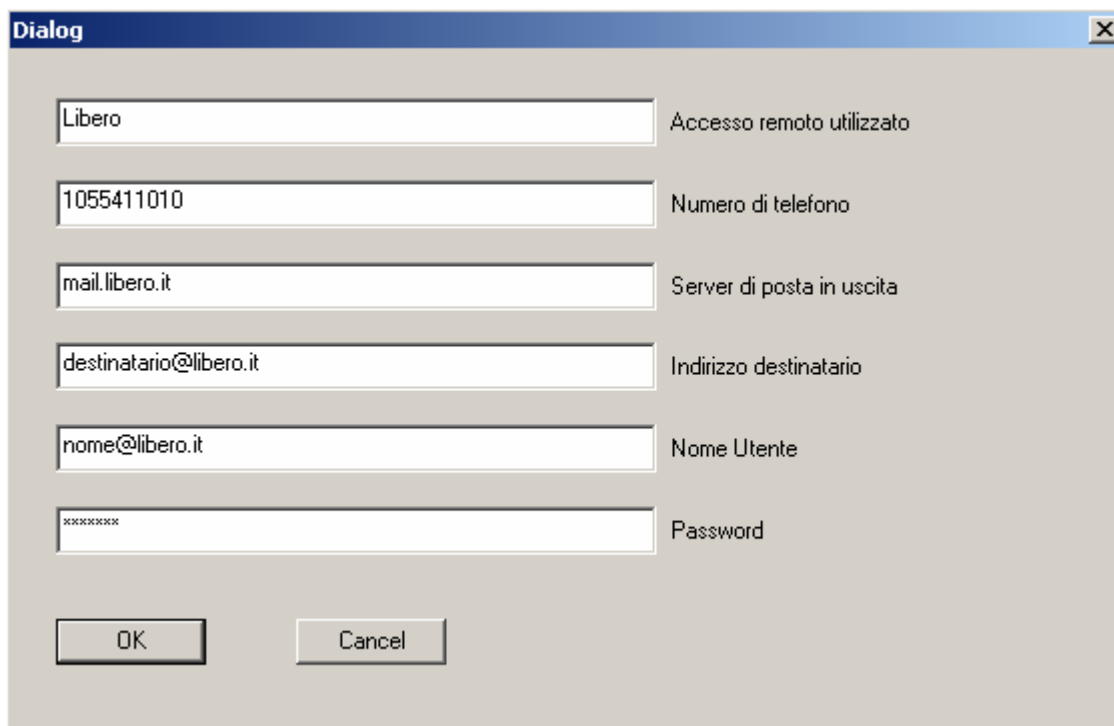 Dialog
Libero Accesso remoto utilizzato
1055411010 Numero di telefono
mail.libero.it Server di posta in uscita
destinatario@libero.it Indirizzo destinatario
nome@libero.it Nome Utente
******* Password
OK Cancel